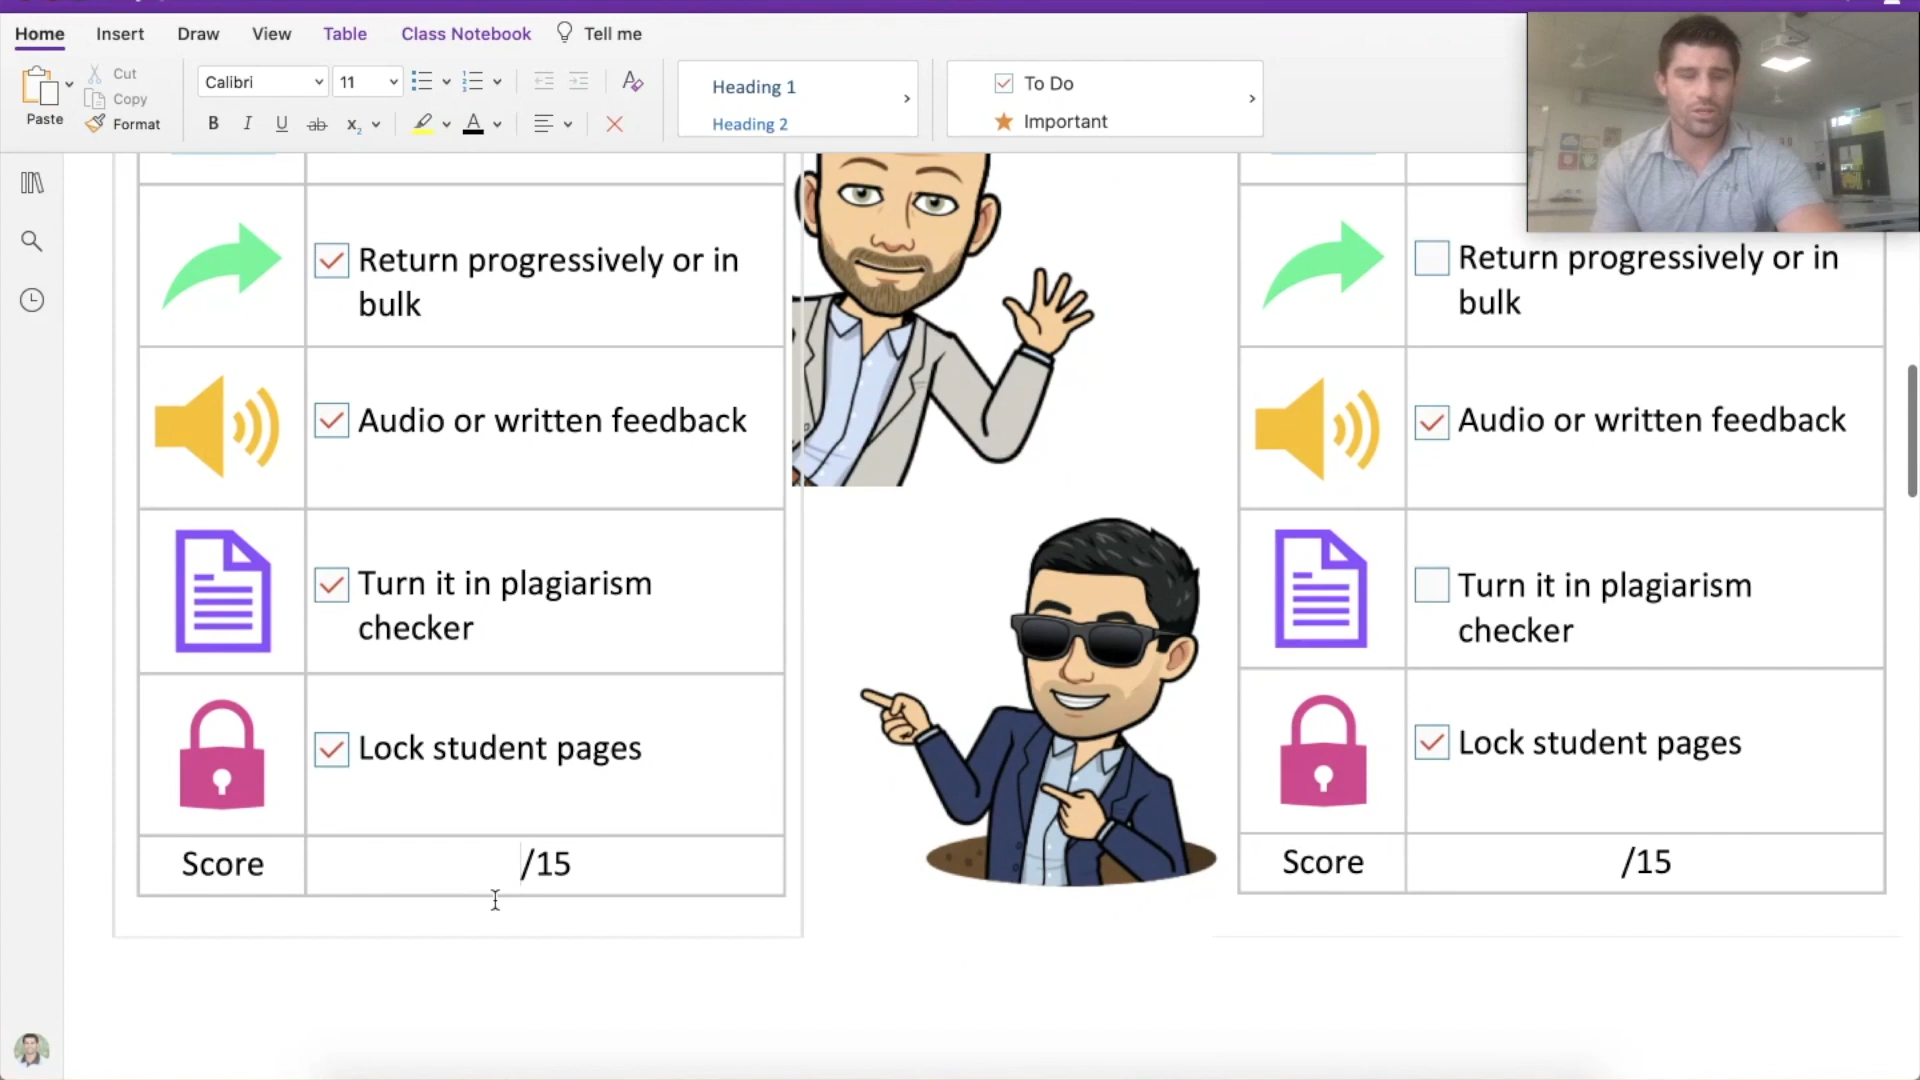 Home Insert Draw View Table Class Notebook Tell me
Paste
Cut
Copy
Format
Calibri 11
B I U ab x₂ A
Heading 1
Heading 2
To Do
Important
Return progressively or in
bulk
Audio or written feedback
Turn it in plagiarism
checker
Lock student pages
Score /15
Return progressively or in
bulk
Audio or written feedback
Turn it in plagiarism
checker
Lock student pages
Score /15